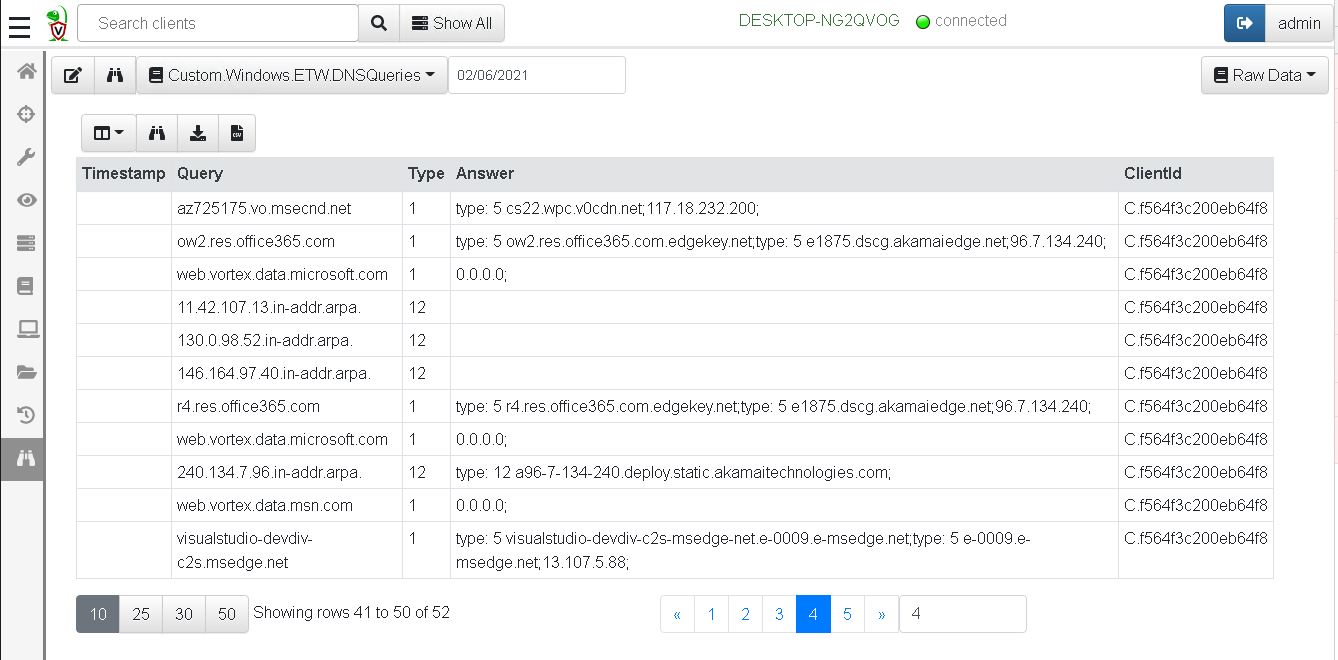 Search clients Show All DESKTOP-NG2QVOG connected admin
Custom.Windows.ETW.DNSQueries 02/06/2021 Raw Data
Timestamp Query Type Answer ClientId
az725175.vo.msecnd.net 1 type: 5 cs22.wpc.v0cdn.net;117.18.232.200; C.f564f3c200eb64f8
ow2.res.office365.com 1 type: 5 ow2.res.office365.com.edgekey.net;type: 5 e1875.dscg.akamaiedge.net;96.7.134.240; C.f564f3c200eb64f8
web.vortex.data.microsoft.com 1 0.0.0.0; C.f564f3c200eb64f8
11.42.107.13.in-addr.arpa. 12 C.f564f3c200eb64f8
130.0.98.52.in-addr.arpa. 12 C.f564f3c200eb64f8
146.164.97.40.in-addr.arpa. 12 C.f564f3c200eb64f8
r4.res.office365.com 1 type: 5 r4.res.office365.com.edgekey.net;type: 5 e1875.dscg.akamaiedge.net;96.7.134.240; C.f564f3c200eb64f8
web.vortex.data.microsoft.com 1 0.0.0.0; C.f564f3c200eb64f8
240.134.7.96.in-addr.arpa. 12 type: 12 a96-7-134-240.deploy.static.akamaitechnologies.com; C.f564f3c200eb64f8
web.vortex.data.msn.com 1 0.0.0.0; C.f564f3c200eb64f8
visualstudio-devdiv- 1 type: 5 visualstudio-devdiv-c2s-msedge-net.e-0009.e-msedge.net;type: 5 e-0009.e- C.f564f3c200eb64f8
c2s.msedge.net msedge.net;13.107.5.88;
10 25 30 50 Showing rows 41 to 50 of 52 « 1 2 3 4 5 » 4